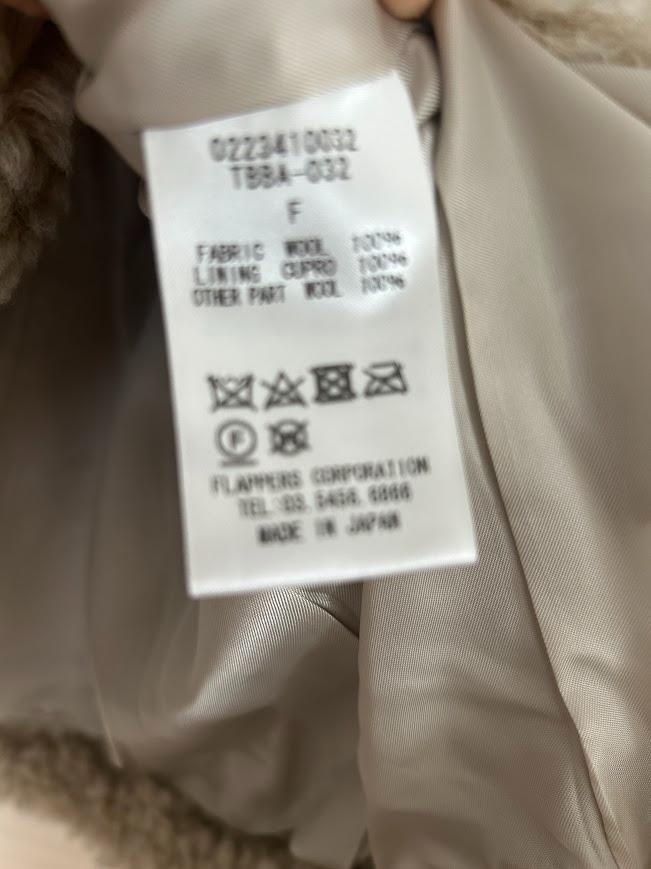 0223410032
TBBA-032
F
FABRIC WOOL 100%
LINING CUPRO 100%
OTHER PART WOOL 100%
F
FLAPPERS CORPORATION
TEL:03.5456.6866
MADE IN JAPAN